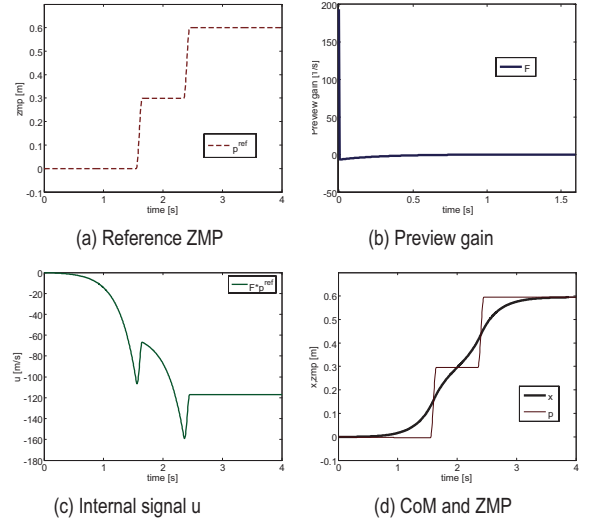 0.6
0.5
0.4
0.3
0.2
0.1
0
-0.1
zmp [m]
p^ref
0 1 2 3 4
time [s]
(a) Reference ZMP
200
150
100
50
0
-50
Preview gain [1/s]
F
0 0.5 1 1.5
time [s]
(b) Preview gain
0
-20
-40
-60
-80
-100
-120
-140
-160
-180
u [m/s]
F*p^ref
0 1 2 3 4
time [s]
(c) Internal signal u
0.6
0.5
0.4
0.3
0.2
0.1
0
-0.1
x,zmp [m]
x
p
0 1 2 3 4
time [s]
(d) CoM and ZMP